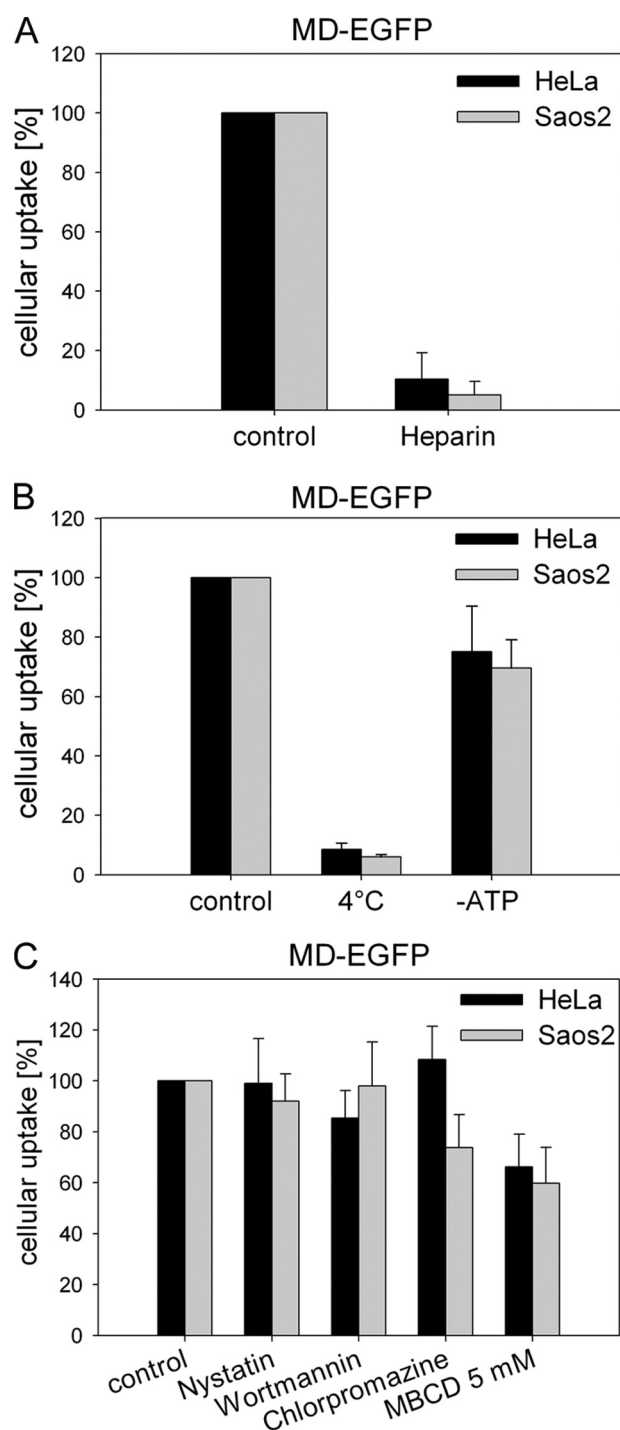 A
MD-EGFP
120
100
80
60
40
20
0
cellular uptake [%]
HeLa
Saos2
control Heparin
B
MD-EGFP
120
100
80
60
40
20
0
cellular uptake [%]
HeLa
Saos2
control 4°C -ATP
C
MD-EGFP
140
120
100
80
60
40
20
0
cellular uptake [%]
HeLa
Saos2
control
Nystatin
Wortmannin
Chlorpromazine
MBCD 5 mM